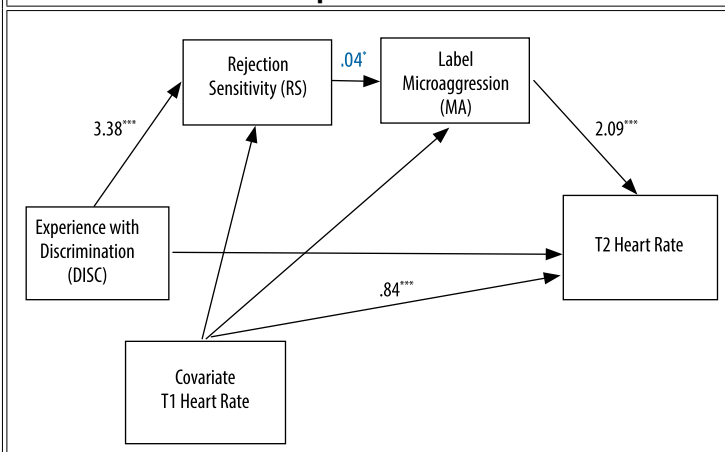 Rejection
Sensitivity (RS)
.04*
Label
Microaggression
(MA)
3.38***
2.09***
Experience with
Discrimination
(DISC)
T2 Heart Rate
.84***
Covariate
T1 Heart Rate